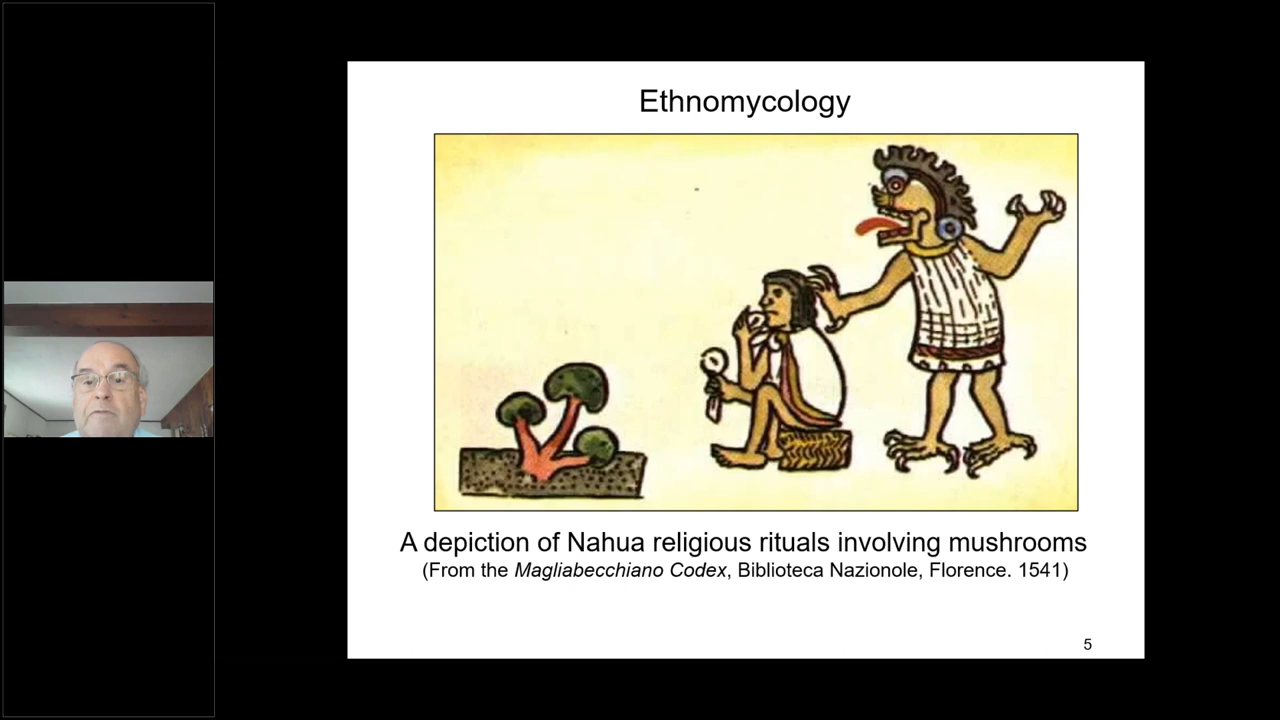 Ethnomycology
A depiction of Nahua religious rituals involving mushrooms
(From the Magliabecchiano Codex, Biblioteca Nazionole, Florence. 1541)
5